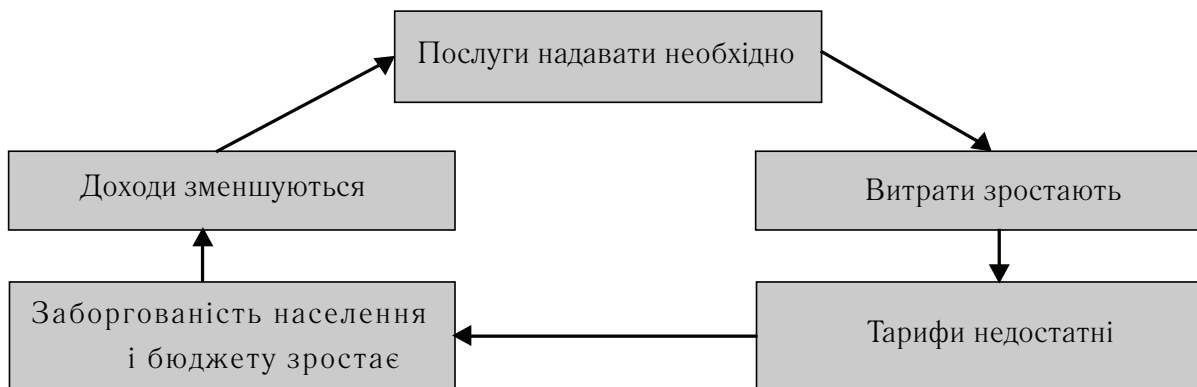 Послуги надавати необхідно
Доходи зменшуються
Витрати зростають
Заборгованість населення
і бюджету зростає
Тарифи недостатні